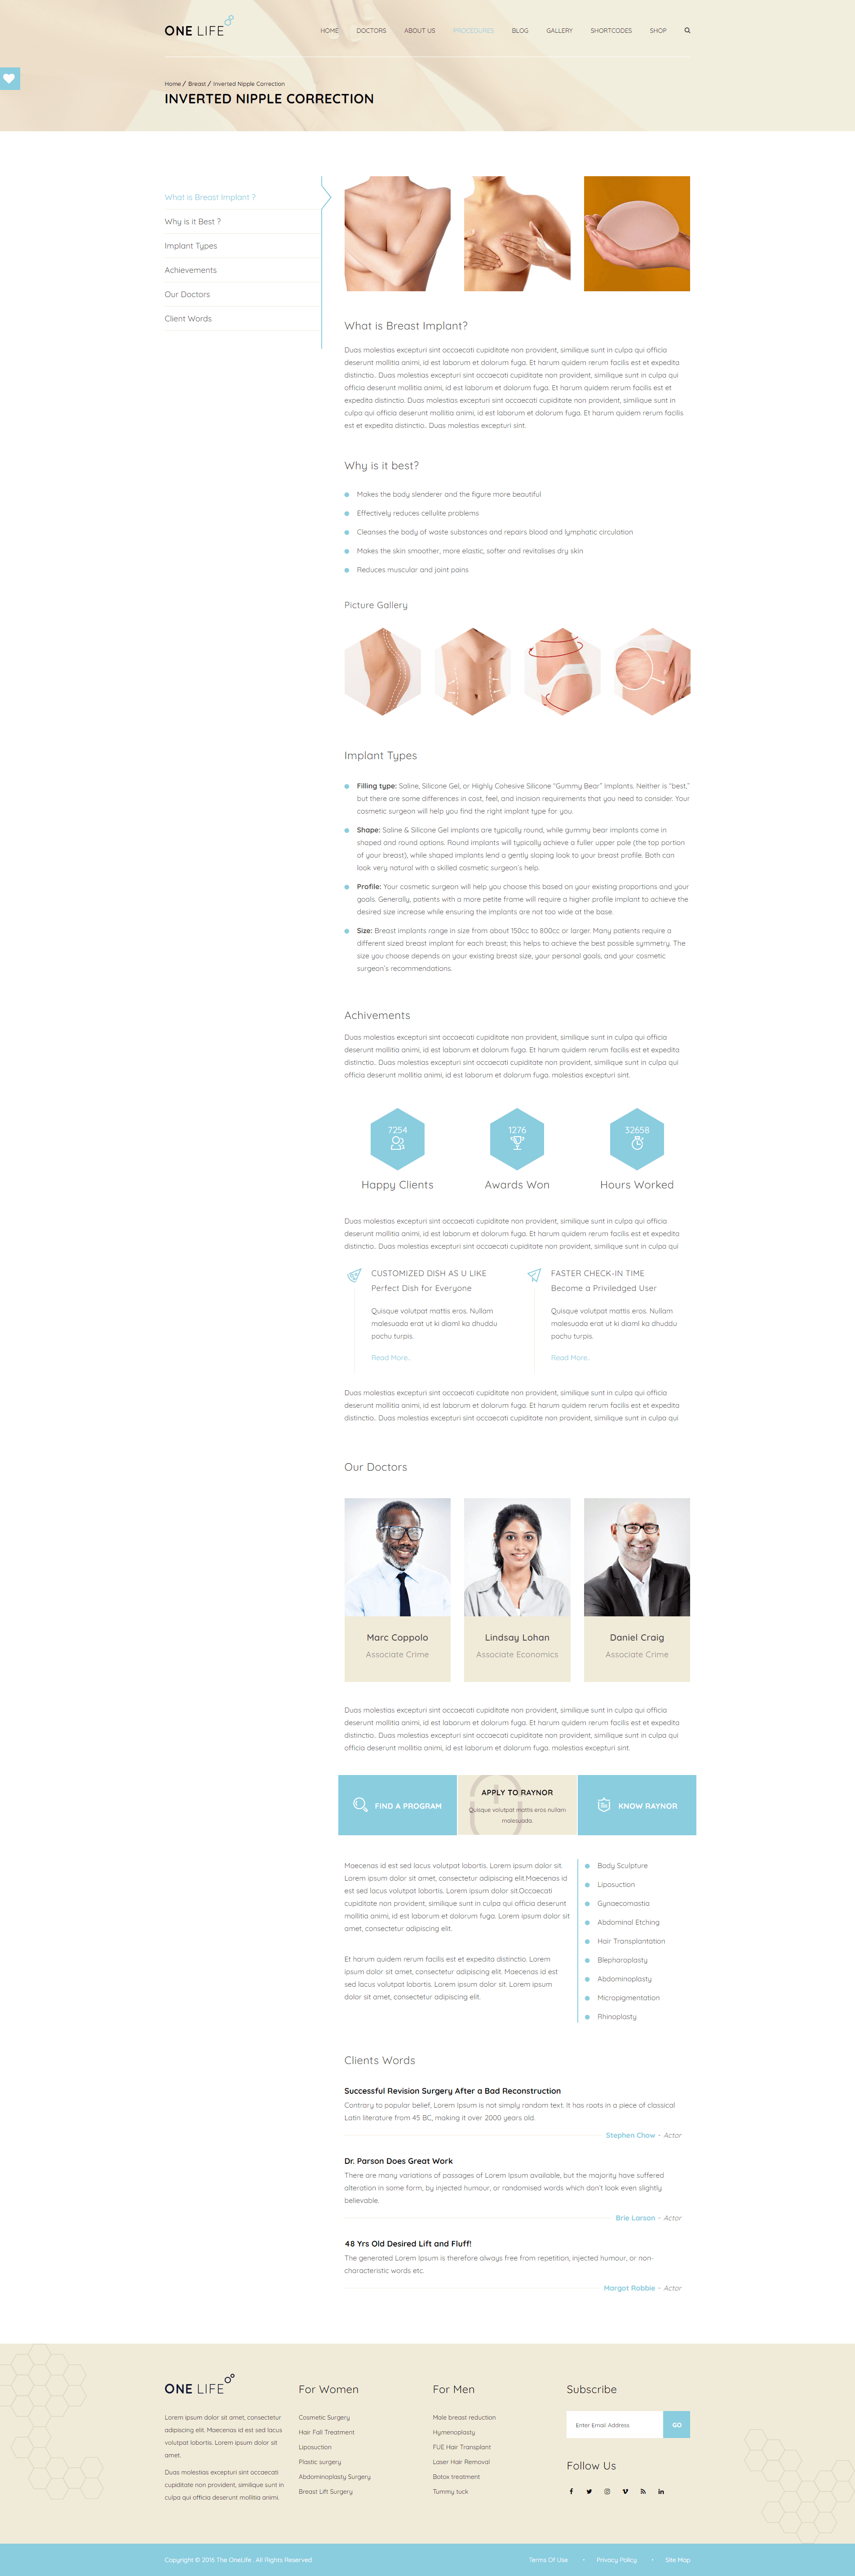 ONE LIFE
HOME DOCTORS ABOUT US PROCEDURES BLOG GALLERY SHORTCODES SHOP
Home / Breast / Inverted Nipple Correction
INVERTED NIPPLE CORRECTION
What is Breast Implant ?
Why is it Best ?
Implant Types
Achievements
Our Doctors
Client Words
What is Breast Implant?
Duas molestias excepturi sint occaecati cupiditate non provident, similique sunt in culpa qui officia
deserunt mollitia animi, id est laborum et dolorum fuga. Et harum quidem rerum facilis est et expedita
distinctio.. Duas molestias excepturi sint occaecati cupiditate non provident, similique sunt in culpa qui
officia deserunt mollitia animi, id est laborum et dolorum fuga. Et harum quidem rerum facilis est et
expedita distinctio. Duas molestias excepturi sint occaecati cupiditate non provident, similique sunt in
culpa qui officia deserunt mollitia animi, id est laborum et dolorum fuga. Et harum quidem rerum facilis
est et expedita distinctio.. Duas molestias excepturi sint.
Why is it best?
Makes the body slenderer and the figure more beautiful
Effectively reduces cellulite problems
Cleanses the body of waste substances and repairs blood and lymphatic circulation
Makes the skin smoother, more elastic, softer and revitalises dry skin
Reduces muscular and joint pains
Picture Gallery
Implant Types
Filling type: Saline, Silicone Gel, or Highly Cohesive Silicone "Gummy Bear" Implants. Neither is "best,"
but there are some differences in cost, feel, and incision requirements that you need to consider. Your
cosmetic surgeon will help you find the right implant type for you.
Shape: Saline & Silicone Gel implants are typically round, while gummy bear implants come in
shaped and round options. Round implants will typically achieve a fuller upper pole (the top portion
of your breast), while shaped implants lend a gently sloping look to your breast profile. Both can
look very natural with a skilled cosmetic surgeon's help.
Profile: Your cosmetic surgeon will help you choose this based on your existing proportions and your
goals. Generally, patients with a more petite frame will require a higher profile implant to achieve the
desired size increase while ensuring the implants are not too wide at the base.
Size: Breast implants range in size from about 150cc to 800cc or larger. Many patients require a
different sized breast implant for each breast; this helps to achieve the best possible symmetry. The
size you choose depends on your existing breast size, your personal goals, and your cosmetic
surgeon's recommendations.
Achivements
Duas molestias excepturi sint occaecati cupiditate non provident, similique sunt in culpa qui officia
deserunt mollitia animi, id est laborum et dolorum fuga. Et harum quidem rerum facilis est et expedita
distinctio.. Duas molestias excepturi sint occaecati cupiditate non provident, similique sunt in culpa qui
officia deserunt mollitia animi, id est laborum et dolorum fuga. molestias excepturi sint.
7254 1276 32658
Happy Clients Awards Won Hours Worked
Duas molestias excepturi sint occaecati cupiditate non provident, similique sunt in culpa qui officia
deserunt mollitia animi, id est laborum et dolorum fuga. Et harum quidem rerum facilis est et expedita
distinctio.. Duas molestias excepturi sint occaecati cupiditate non provident, similique sunt in culpa qui
CUSTOMIZED DISH AS U LIKE
Perfect Dish for Everyone
Quisque volutpat mattis eros. Nullam
malesuada erat ut ki diaml ka dhuddu
pochu turpis.
Read More..
FASTER CHECK-IN TIME
Become a Priviledged User
Quisque volutpat mattis eros. Nullam
malesuada erat ut ki diaml ka dhuddu
pochu turpis.
Read More..
Duas molestias excepturi sint occaecati cupiditate non provident, similique sunt in culpa qui officia
deserunt mollitia animi, id est laborum et dolorum fuga. Et harum quidem rerum facilis est et expedita
distinctio.. Duas molestias excepturi sint occaecati cupiditate non provident, similique sunt in culpa qui
Our Doctors
Marc Coppolo Lindsay Lohan Daniel Craig
Associate Crime Associate Economics Associate Crime
Duas molestias excepturi sint occaecati cupiditate non provident, similique sunt in culpa qui officia
deserunt mollitia animi, id est laborum et dolorum fuga. Et harum quidem rerum facilis est et expedita
distinctio.. Duas molestias excepturi sint occaecati cupiditate non provident, similique sunt in culpa qui
officia deserunt mollitia animi, id est laborum et dolorum fuga. molestias excepturi sint.
FIND A PROGRAM
APPLY TO RAYNOR
Quisque volutpat mattis eros nullam
malesuada
KNOW RAYNOR
Maecenas id est sed lacus volutpat lobortis. Lorem ipsum dolor sit.
Lorem ipsum dolor sit amet, consectetur adipiscing elit.Maecenas id
est sed lacus volutpat lobortis. Lorem ipsum dolor sit.Occaecati
cupiditate non provident, similique sunt in culpa qui officia deserunt
mollitia animi, id est laborum et dolorum fuga. Lorem ipsum dolor sit
amet, consectetur adipiscing elit.
Et harum quidem rerum facilis est et expedita distinctio. Lorem
ipsum dolor sit amet, consectetur adipiscing elit. Maecenas id est
sed lacus volutpat lobortis. Lorem ipsum dolor sit. Lorem ipsum
dolor sit amet, consectetur adipiscing elit.
Body Sculpture
Liposuction
Gynaecomastia
Abdominal Etching
Hair Transplantation
Blepharoplasty
Abdominoplasty
Micropigmentation
Rhinoplasty
Clients Words
Successful Revision Surgery After a Bad Reconstruction
Contrary to popular belief, Lorem Ipsum is not simply random text. It has roots in a piece of classical
Latin literature from 45 BC, making it over 2000 years old.
Stephen Chow - Actor
Dr. Parson Does Great Work
There are many variations of passages of Lorem Ipsum available, but the majority have suffered
alteration in some form, by injected humour, or randomised words which don't look even slightly
believable.
Brie Larson - Actor
48 Yrs Old Desired Lift and Fluff!
The generated Lorem Ipsum is therefore always free from repetition, injected humour, or non-
characteristic words etc.
Margot Robbie - Actor
ONE LIFE
Lorem ipsum dolor sit amet, consectetur
adipiscing elit. Maecenas id est sed lacus
volutpat lobortis. Lorem ipsum dolor sit
amet.
Duas molestias excepturi sint occaecati
cupiditate non provident, similique sunt in
culpa qui officia deserunt mollitia animi.
For Women
Cosmetic Surgery
Hair Fall Treatment
Liposuction
Plastic surgery
Abdominoplasty Surgery
Breast Lift Surgery
For Men
Male breast reduction
Hymenoplasty
FUE Hair Transplant
Laser Hair Removal
Botox treatment
Tummy tuck
Subscribe
Enter Email Address GO
Follow Us
Copyright © 2016 The OneLife . All Rights Reserved
Terms Of Use • Privacy Policy • Site Map